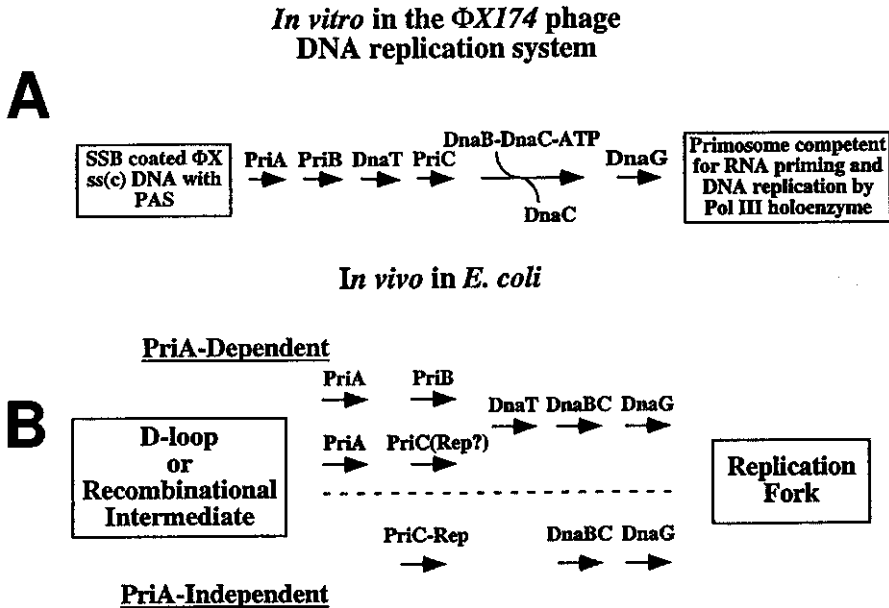 In vitro in the ΦX174 phage
DNA replication system
A
SSB coated ΦX
ss(c) DNA with
PAS
PriA PriB DnaT PriC
DnaB-DnaC-ATP
DnaC
DnaG
Primosome competent
for RNA priming and
DNA replication by
Pol III holoenzyme
In vivo in E. coli
PriA-Dependent
B
D-loop
or
Recombinational
Intermediate
PriA PriB
PriA PriC(Rep?)
DnaT DnaBC DnaG
PriC-Rep DnaBC DnaG
Replication
Fork
PriA-Independent